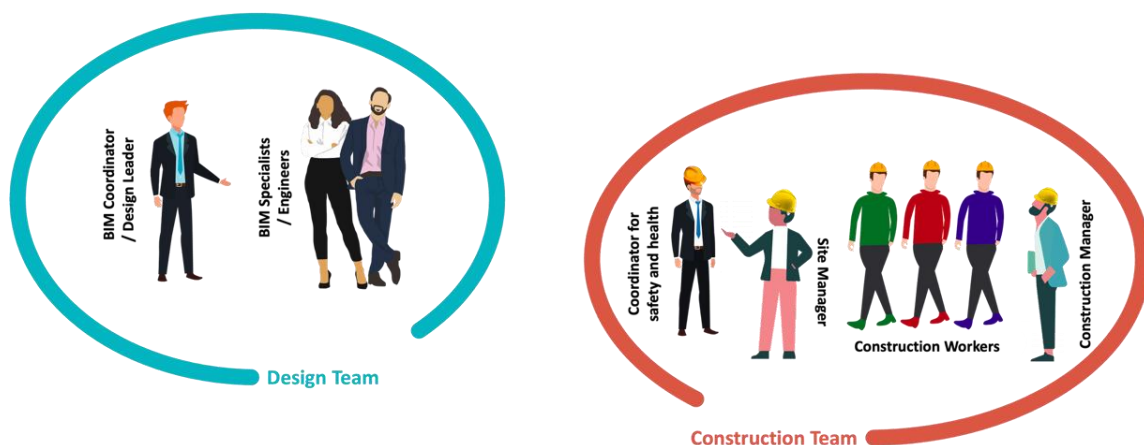 BIM Coordinator
/ Design Leader
BIM Specialists
/ Engineers
Design Team
Coordinator for
safety and health
Site Manager
Construction Workers
Construction Manager
Construction Team